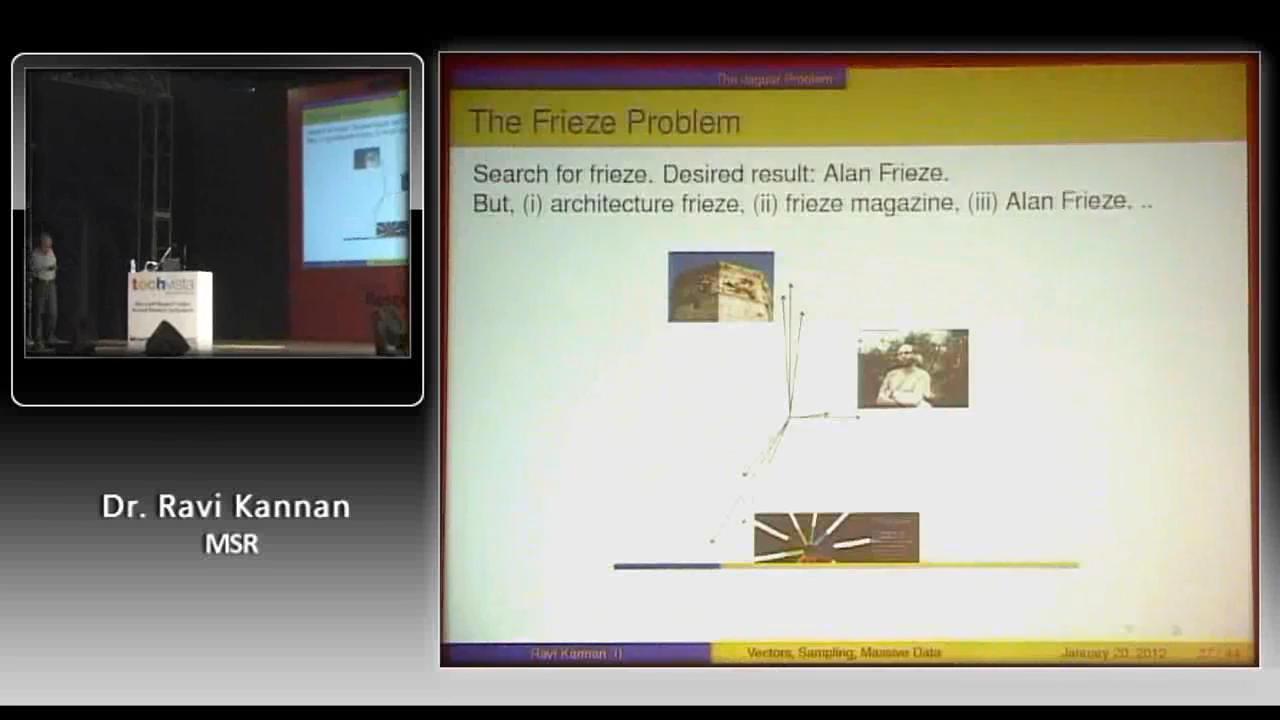 The Jaguar Problem
The Frieze Problem
Search for frieze. Desired result: Alan Frieze.
But, (i) architecture frieze, (ii) frieze magazine, (iii) Alan Frieze, ..
techvista
Dr. Ravi Kannan
MSR
Ravi Kannan ()
Vectors, Sampling, Massive Data
January 20, 2012